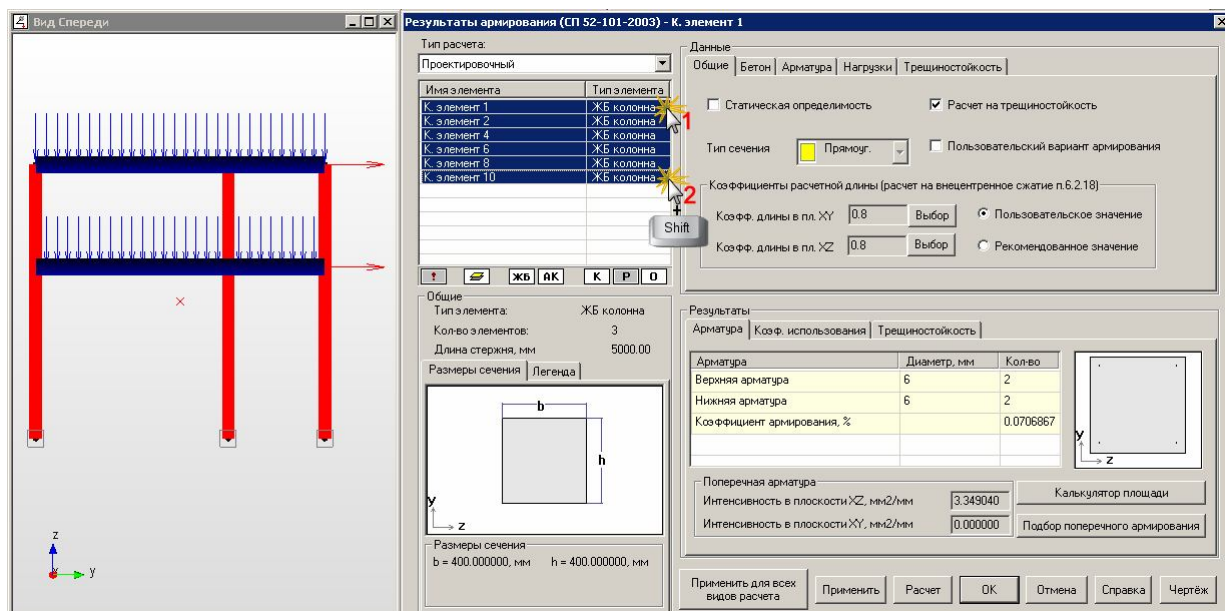 Вид Спереди
z
y
x
Результаты армирования (СП 52-101-2003) - К. элемент 1
Тип расчета:
Проектировочный
Имя элемента Тип элемента
К. элемент 1 ЖБ колонна
К. элемент 2 ЖБ колонна
К. элемент 4 ЖБ колонна
К. элемент 6 ЖБ колонна
К. элемент 8 ЖБ колонна
К. элемент 10 ЖБ колонна
1
2
+
Shift
! ЖБ АК К Р О
Общие
Тип элемента: ЖБ колонна
Кол-во элементов: 3
Длина стержня, мм 5000.00
Размеры сечения Легенда
b
h
y
z
Размеры сечения
b = 400.000000, мм h = 400.000000, мм
Данные
Общие Бетон Арматура Нагрузки Трещиностойкость
Статическая определимость Расчет на трещиностойкость
Тип сечения Прямоуг. Пользовательский вариант армирования
Коэффициенты расчетной длины (расчет на внецентренное сжатие п.6.2.18)
Коэфф. длины в пл. XY 0.8 Выбор Пользовательское значение
Коэфф. длины в пл. XZ 0.8 Выбор Рекомендованное значение
Результаты
Арматура Коэф. использования Трещиностойкость
Арматура Диаметр, мм Кол-во
Верхняя арматура 6 2
Нижняя арматура 6 2
Коэффициент армирования, % 0.0706867
y
z
Поперечная арматура
Интенсивность в плоскости XZ, мм2/мм 3.349040
Интенсивность в плоскости XY, мм2/мм 0.000000
Калькулятор площади
Подбор поперечного армирования
Применить для всех видов расчета Применить Расчет OK Отмена Справка Чертёж